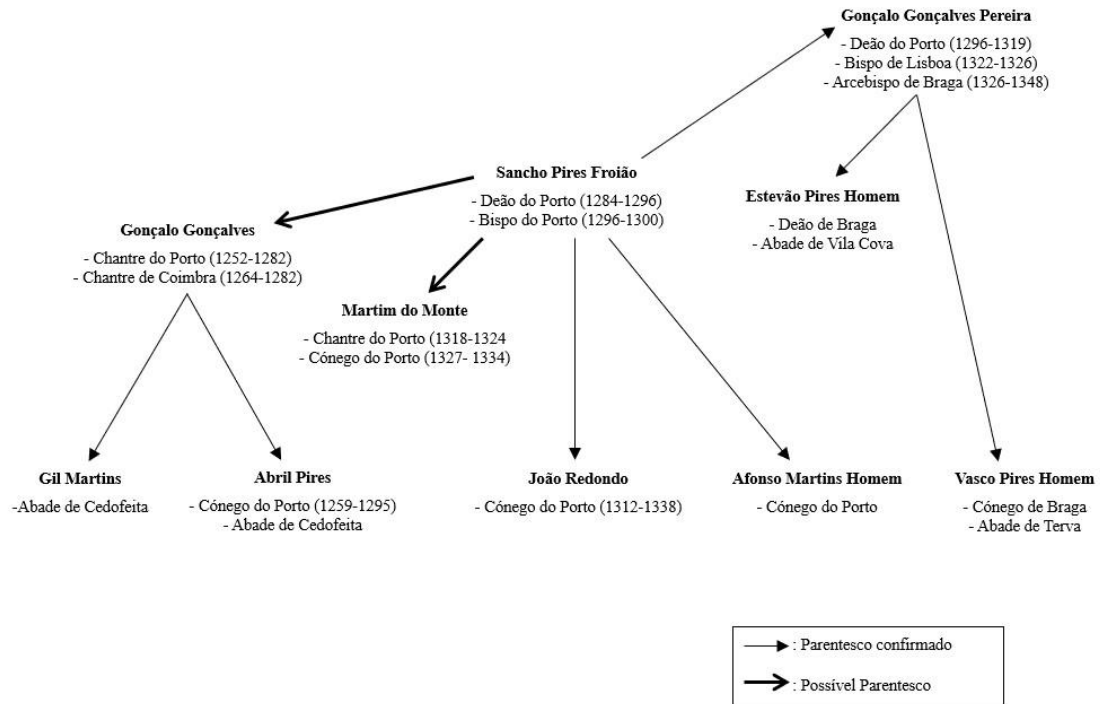 Gonçalo Gonçalves Pereira
- Deão do Porto (1296-1319)
- Bispo de Lisboa (1322-1326)
- Arcebispo de Braga (1326-1348)
Sancho Pires Froião
- Deão do Porto (1284-1296)
- Bispo do Porto (1296-1300)
Estevão Pires Homem
- Deão de Braga
- Abade de Vila Cova
Gonçalo Gonçalves
- Chantre do Porto (1252-1282)
- Chantre de Coimbra (1264-1282)
Martim do Monte
- Chantre do Porto (1318-1324
- Cónego do Porto (1327- 1334)
Gil Martins
-Abade de Cedofeita
Abril Pires
- Cónego do Porto (1259-1295)
- Abade de Cedofeita
João Redondo
- Cónego do Porto (1312-1338)
Afonso Martins Homem
- Cónego do Porto
Vasco Pires Homem
- Cónego de Braga
- Abade de Terva
: Parentesco confirmado
: Possível Parentesco